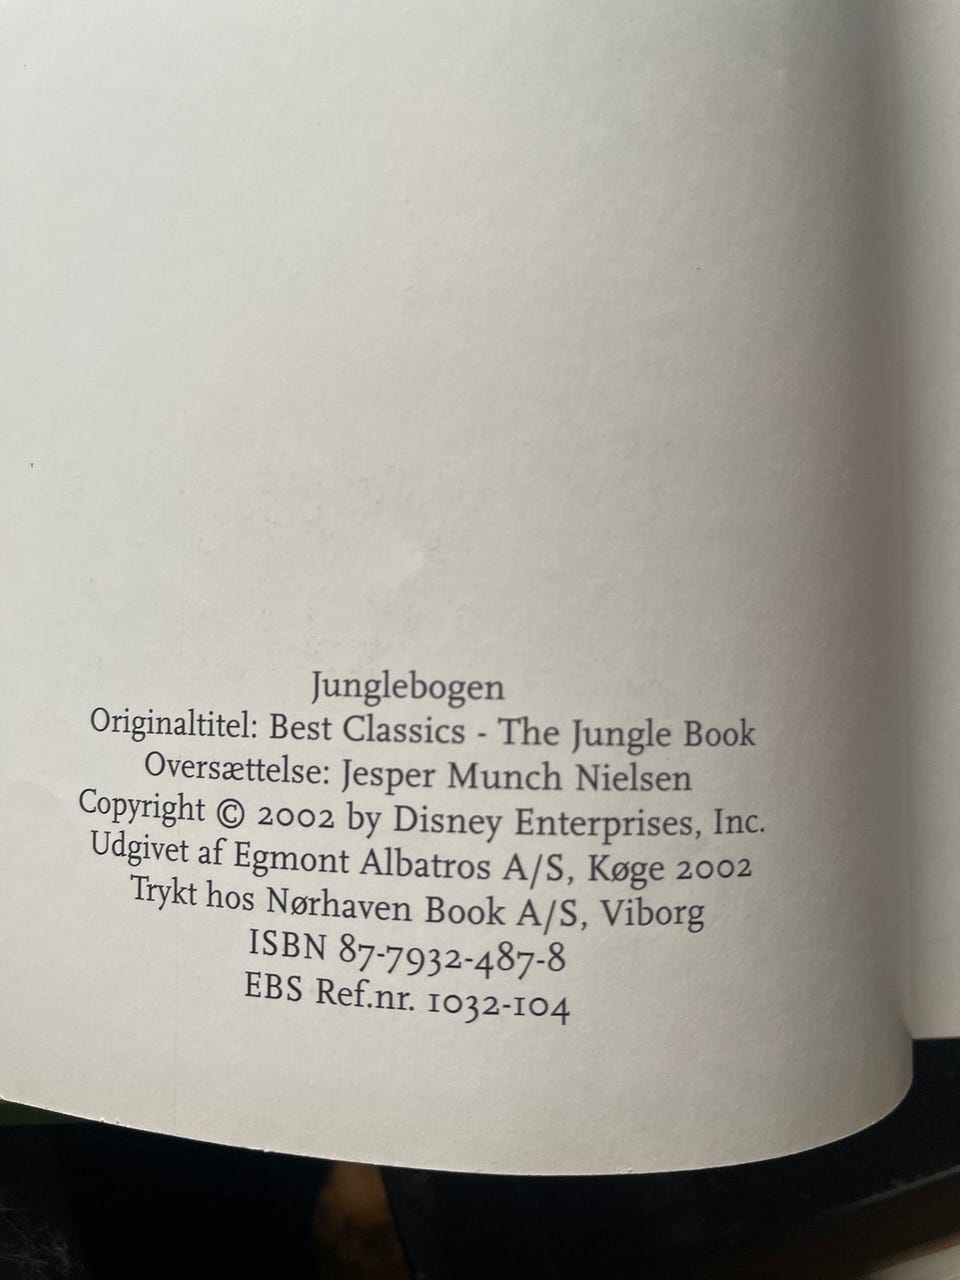 Junglebogen
Originaltitel: Best Classics - The Jungle Book
Oversættelse: Jesper Munch Nielsen
Copyright © 2002 by Disney Enterprises, Inc.
Udgivet af Egmont Albatros A/S, Køge 2002
Trykt hos Nørhaven Book A/S, Viborg
ISBN 87-7932-487-8
EBS Ref.nr. 1032-104